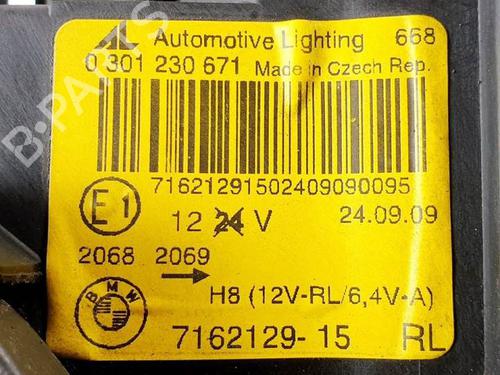 AL Automotive Lighting 668
0 301 230 671 Made in Czech Rep.
71621291502409090095
E1 12 24 V 24.09.09
2068 2069
H8 (12V-RL/6,4V-A)
BMW
7162129-15 RL
B-PARTS